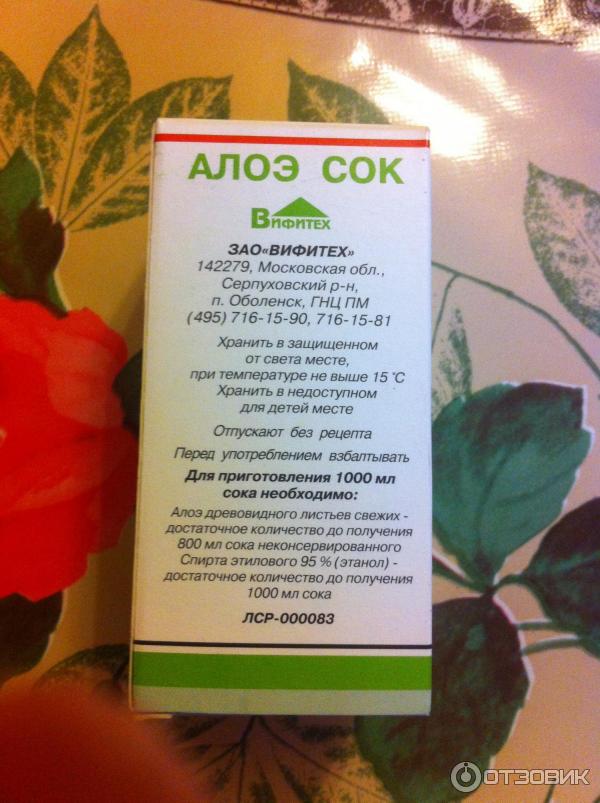 АЛОЭ СОК
ВИФИТЕХ
ЗАО«ВИФИТЕХ»
142279, Московская обл.,
Серпуховский р-н,
п. Оболенск, ГНЦ ПМ
(495) 716-15-90, 716-15-81
Хранить в защищенном
от света месте,
при температуре не выше 15 °С
Хранить в недоступном
для детей месте
Отпускают без рецепта
Перед употреблением взбалтывать
Для приготовления 1000 мл
сока необходимо:
Алоэ древовидного листьев свежих -
достаточное количество до получения
800 мл сока неконсервированного
Спирта этилового 95 % (этанол) -
достаточное количество до получения
1000 мл сока
ЛСР-000083
ОТЗОВИК